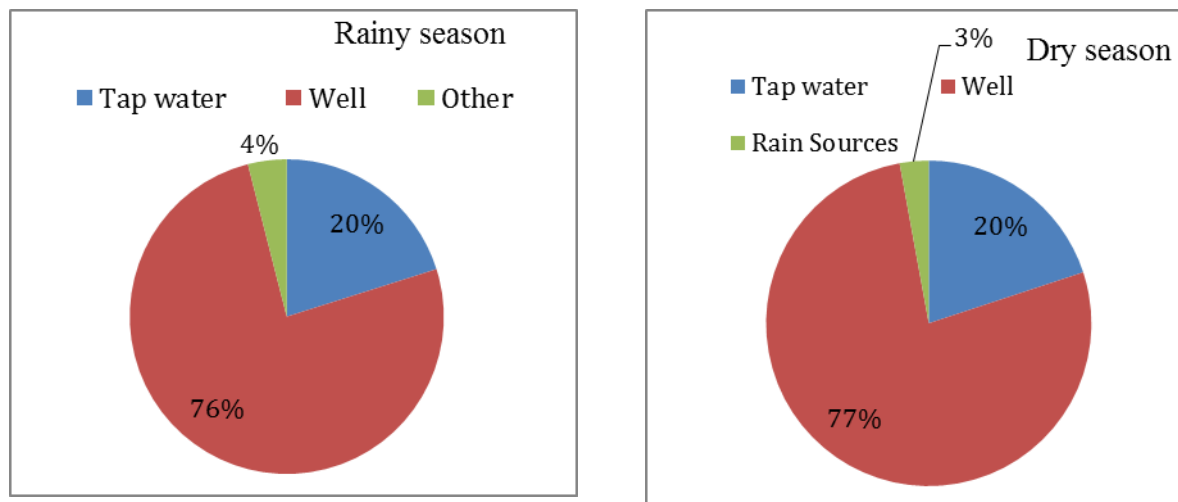 Rainy season
Tap water Well Other
4%
20%
76%
3%
Dry season
Tap water Well
Rain Sources
20%
77%